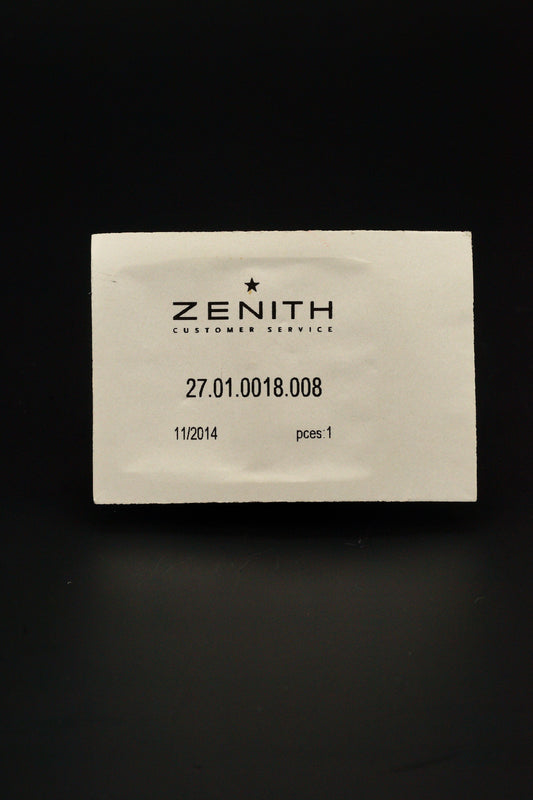 ZENITH
CUSTOMER SERVICE
27.01.0018.008
11/2014 pces:1